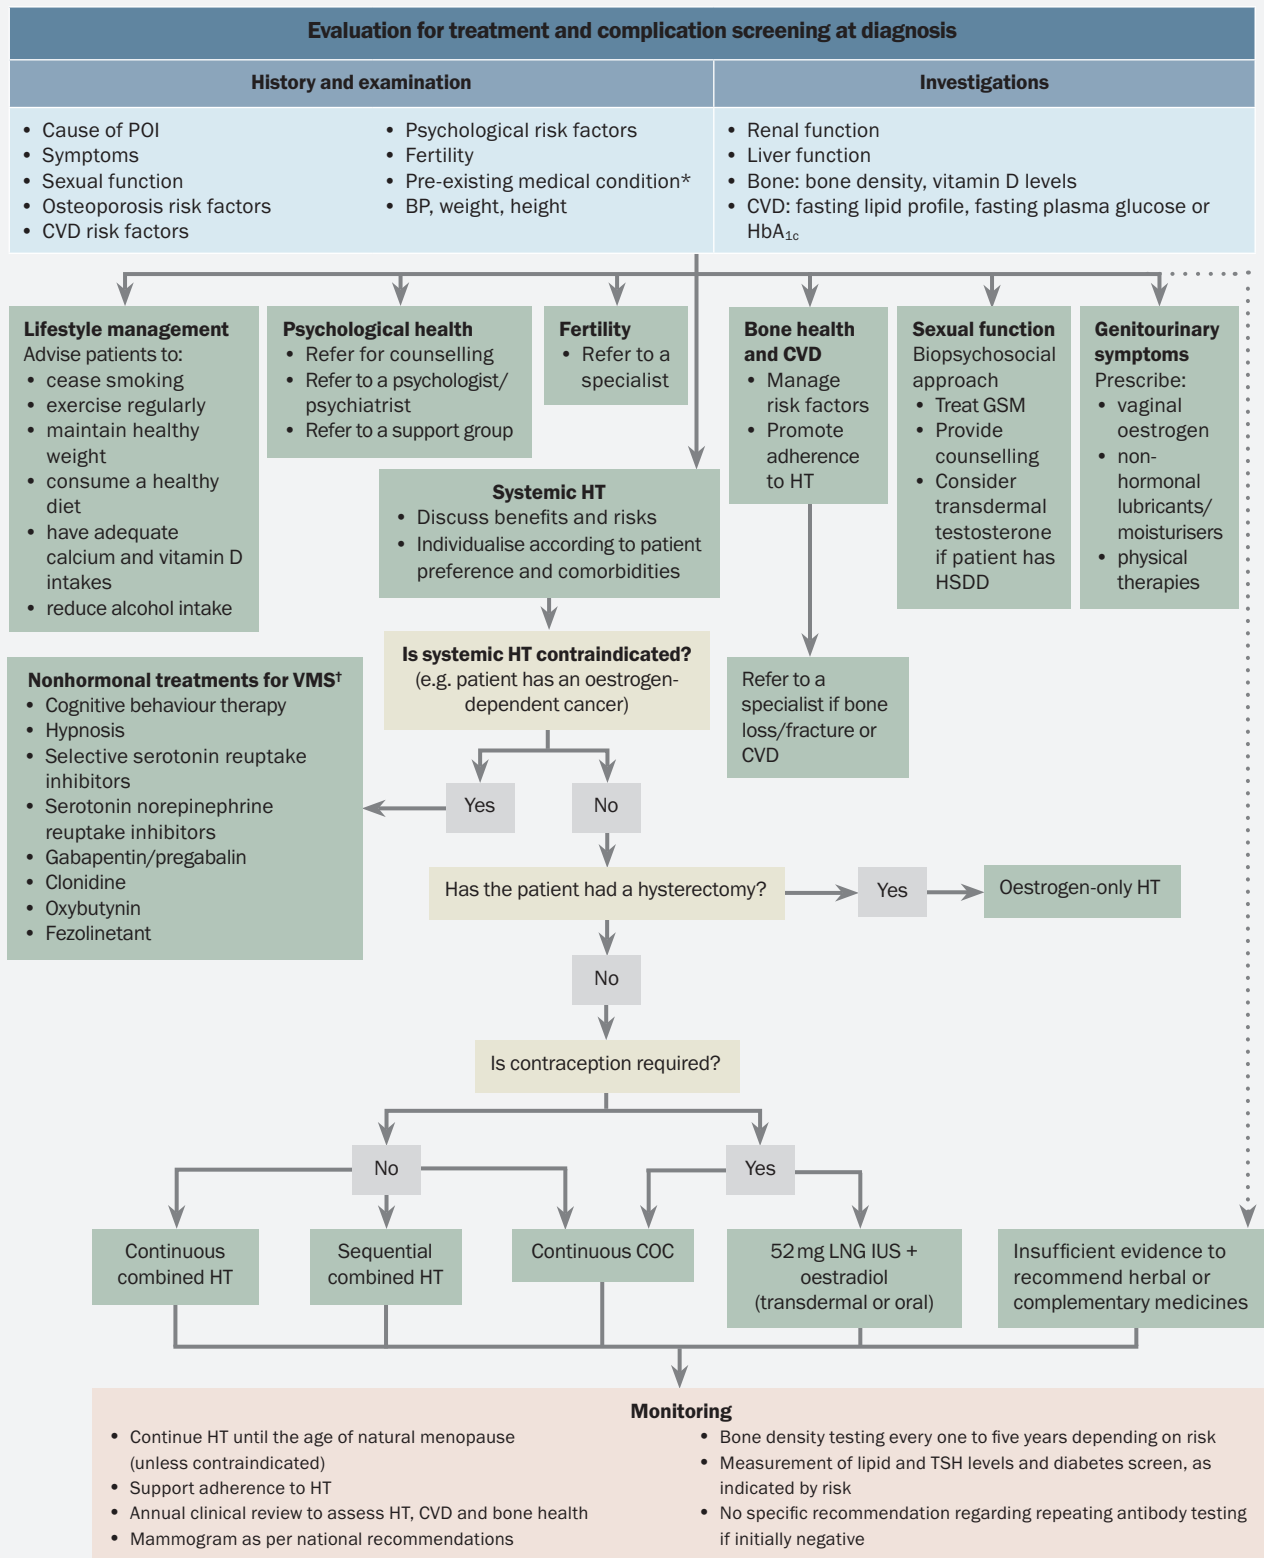 Evaluation for treatment and complication screening at diagnosis
History and examination
• Cause of POI
• Symptoms
• Sexual function
• Osteoporosis risk factors
• CVD risk factors
• Psychological risk factors
• Fertility
• Pre-existing medical condition*
• BP, weight, height
Investigations
• Renal function
• Liver function
• Bone: bone density, vitamin D levels
• CVD: fasting lipid profile, fasting plasma glucose or
HbA1c
Lifestyle management
Advise patients to:
• cease smoking
• exercise regularly
• maintain healthy
weight
• consume a healthy
diet
• have adequate
calcium and vitamin D
intakes
• reduce alcohol intake
Psychological health
• Refer for counselling
• Refer to a psychologist/
psychiatrist
• Refer to a support group
Fertility
• Refer to a
specialist
Bone health
and CVD
• Manage
risk factors
• Promote
adherence
to HT
Sexual function
Biopsychosocial
approach
• Treat GSM
• Provide
counselling
• Consider
transdermal
testosterone
if patient has
HSDD
Genitourinary
symptoms
Prescribe:
• vaginal
oestrogen
• non-
hormonal
lubricants/
moisturisers
• physical
therapies
Systemic HT
• Discuss benefits and risks
• Individualise according to patient
preference and comorbidities
Is systemic HT contraindicated?
(e.g. patient has an oestrogen-
dependent cancer)
Refer to a
specialist if bone
loss/fracture or
CVD
Nonhormonal treatments for VMS†
• Cognitive behaviour therapy
• Hypnosis
• Selective serotonin reuptake
inhibitors
• Serotonin norepinephrine
reuptake inhibitors
• Gabapentin/pregabalin
• Clonidine
• Oxybutynin
• Fezolinetant
Yes
No
Has the patient had a hysterectomy?
Yes
Oestrogen-only HT
No
Is contraception required?
No
Yes
Continuous
combined HT
Sequential
combined HT
Continuous COC
52 mg LNG IUS +
oestradiol
(transdermal or oral)
Insufficient evidence to
recommend herbal or
complementary medicines
Monitoring
• Continue HT until the age of natural menopause
(unless contraindicated)
• Support adherence to HT
• Annual clinical review to assess HT, CVD and bone health
• Mammogram as per national recommendations
• Bone density testing every one to five years depending on risk
• Measurement of lipid and TSH levels and diabetes screen, as
indicated by risk
• No specific recommendation regarding repeating antibody testing
if initially negative